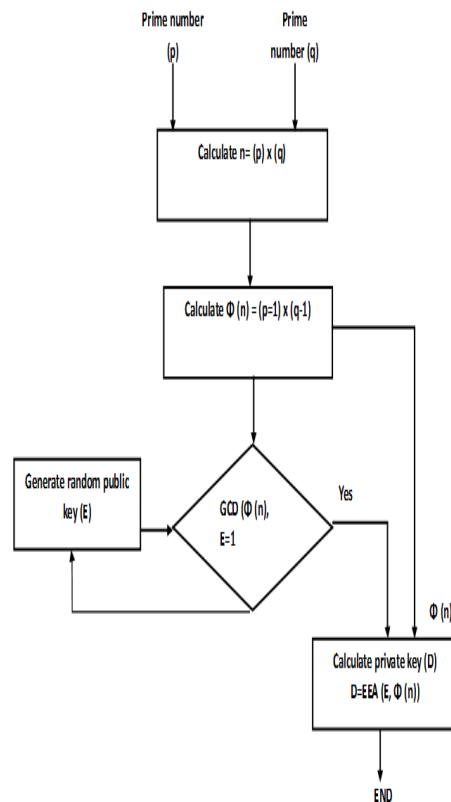 Prime number
(p)
Prime
number (q)
Calculate n= (p) x (q)
Calculate Φ (n) = (p=1) x (q-1)
Generate random public
key (E)
GCD (Φ (n),
E=1
Yes
Φ (n)
Calculate private key (D)
D=EEA (E, Φ (n))
END